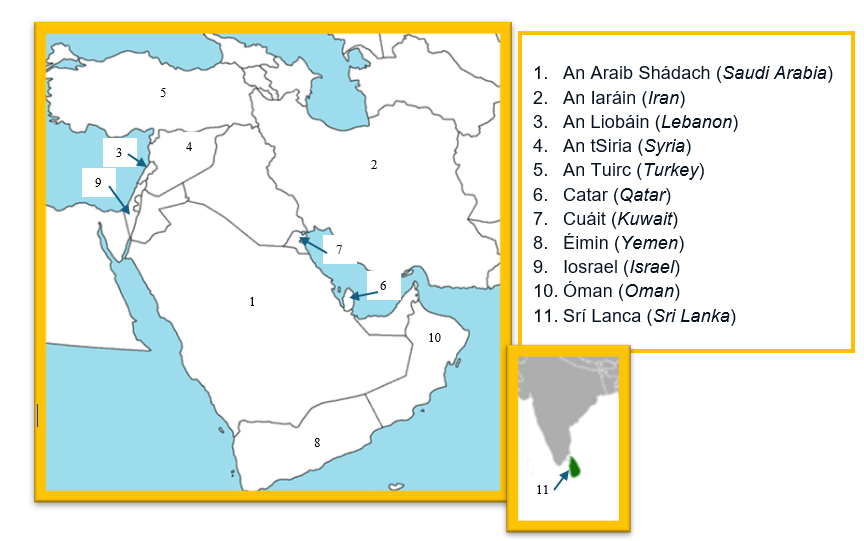 5
3
4
2
9
7
6
1
10
8
1. An Araib Shádach (Saudi Arabia)
2. An Iaráin (Iran)
3. An Liobáin (Lebanon)
4. An tSiria (Syria)
5. An Tuirc (Turkey)
6. Catar (Qatar)
7. Cuáit (Kuwait)
8. Éimin (Yemen)
9. Iosrael (Israel)
10. Óman (Oman)
11. Srí Lanca (Sri Lanka)
11